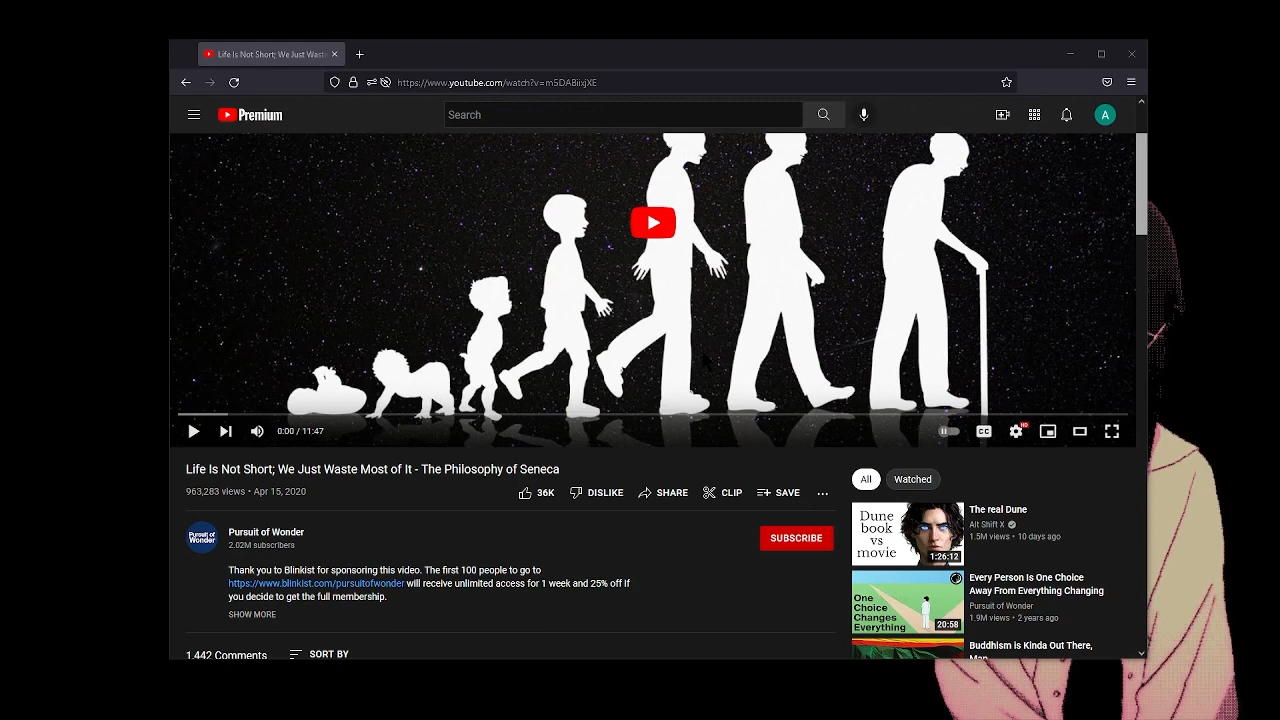 Life Is Not Short; We Just Waste
https://www.youtube.com/watch?v=m5DABiixjXE
Premium
Search
A
0:00 / 11:47
CC
HD
Life Is Not Short; We Just Waste Most of It - The Philosophy of Seneca
963,283 views • Apr 15, 2020
36K
DISLIKE
SHARE
CLIP
SAVE
Pursuit of Wonder
Pursuit of Wonder
2.02M subscribers
SUBSCRIBE
Thank you to Blinkist for sponsoring this video. The first 100 people to go to
https://www.blinkist.com/pursuitofwonder will receive unlimited access for 1 week and 25% off if
you decide to get the full membership.
SHOW MORE
1,442 Comments
SORT BY
All
Watched
Dune
book
vs
movie
1:26:12
The real Dune
Alt Shift X
1.5M views • 10 days ago
One
Choice
Changes
Everything
20:58
Every Person Is One Choice
Away From Everything Changing
Pursuit of Wonder
1.9M views • 2 years ago
Buddhism is Kinda Out There,
Man